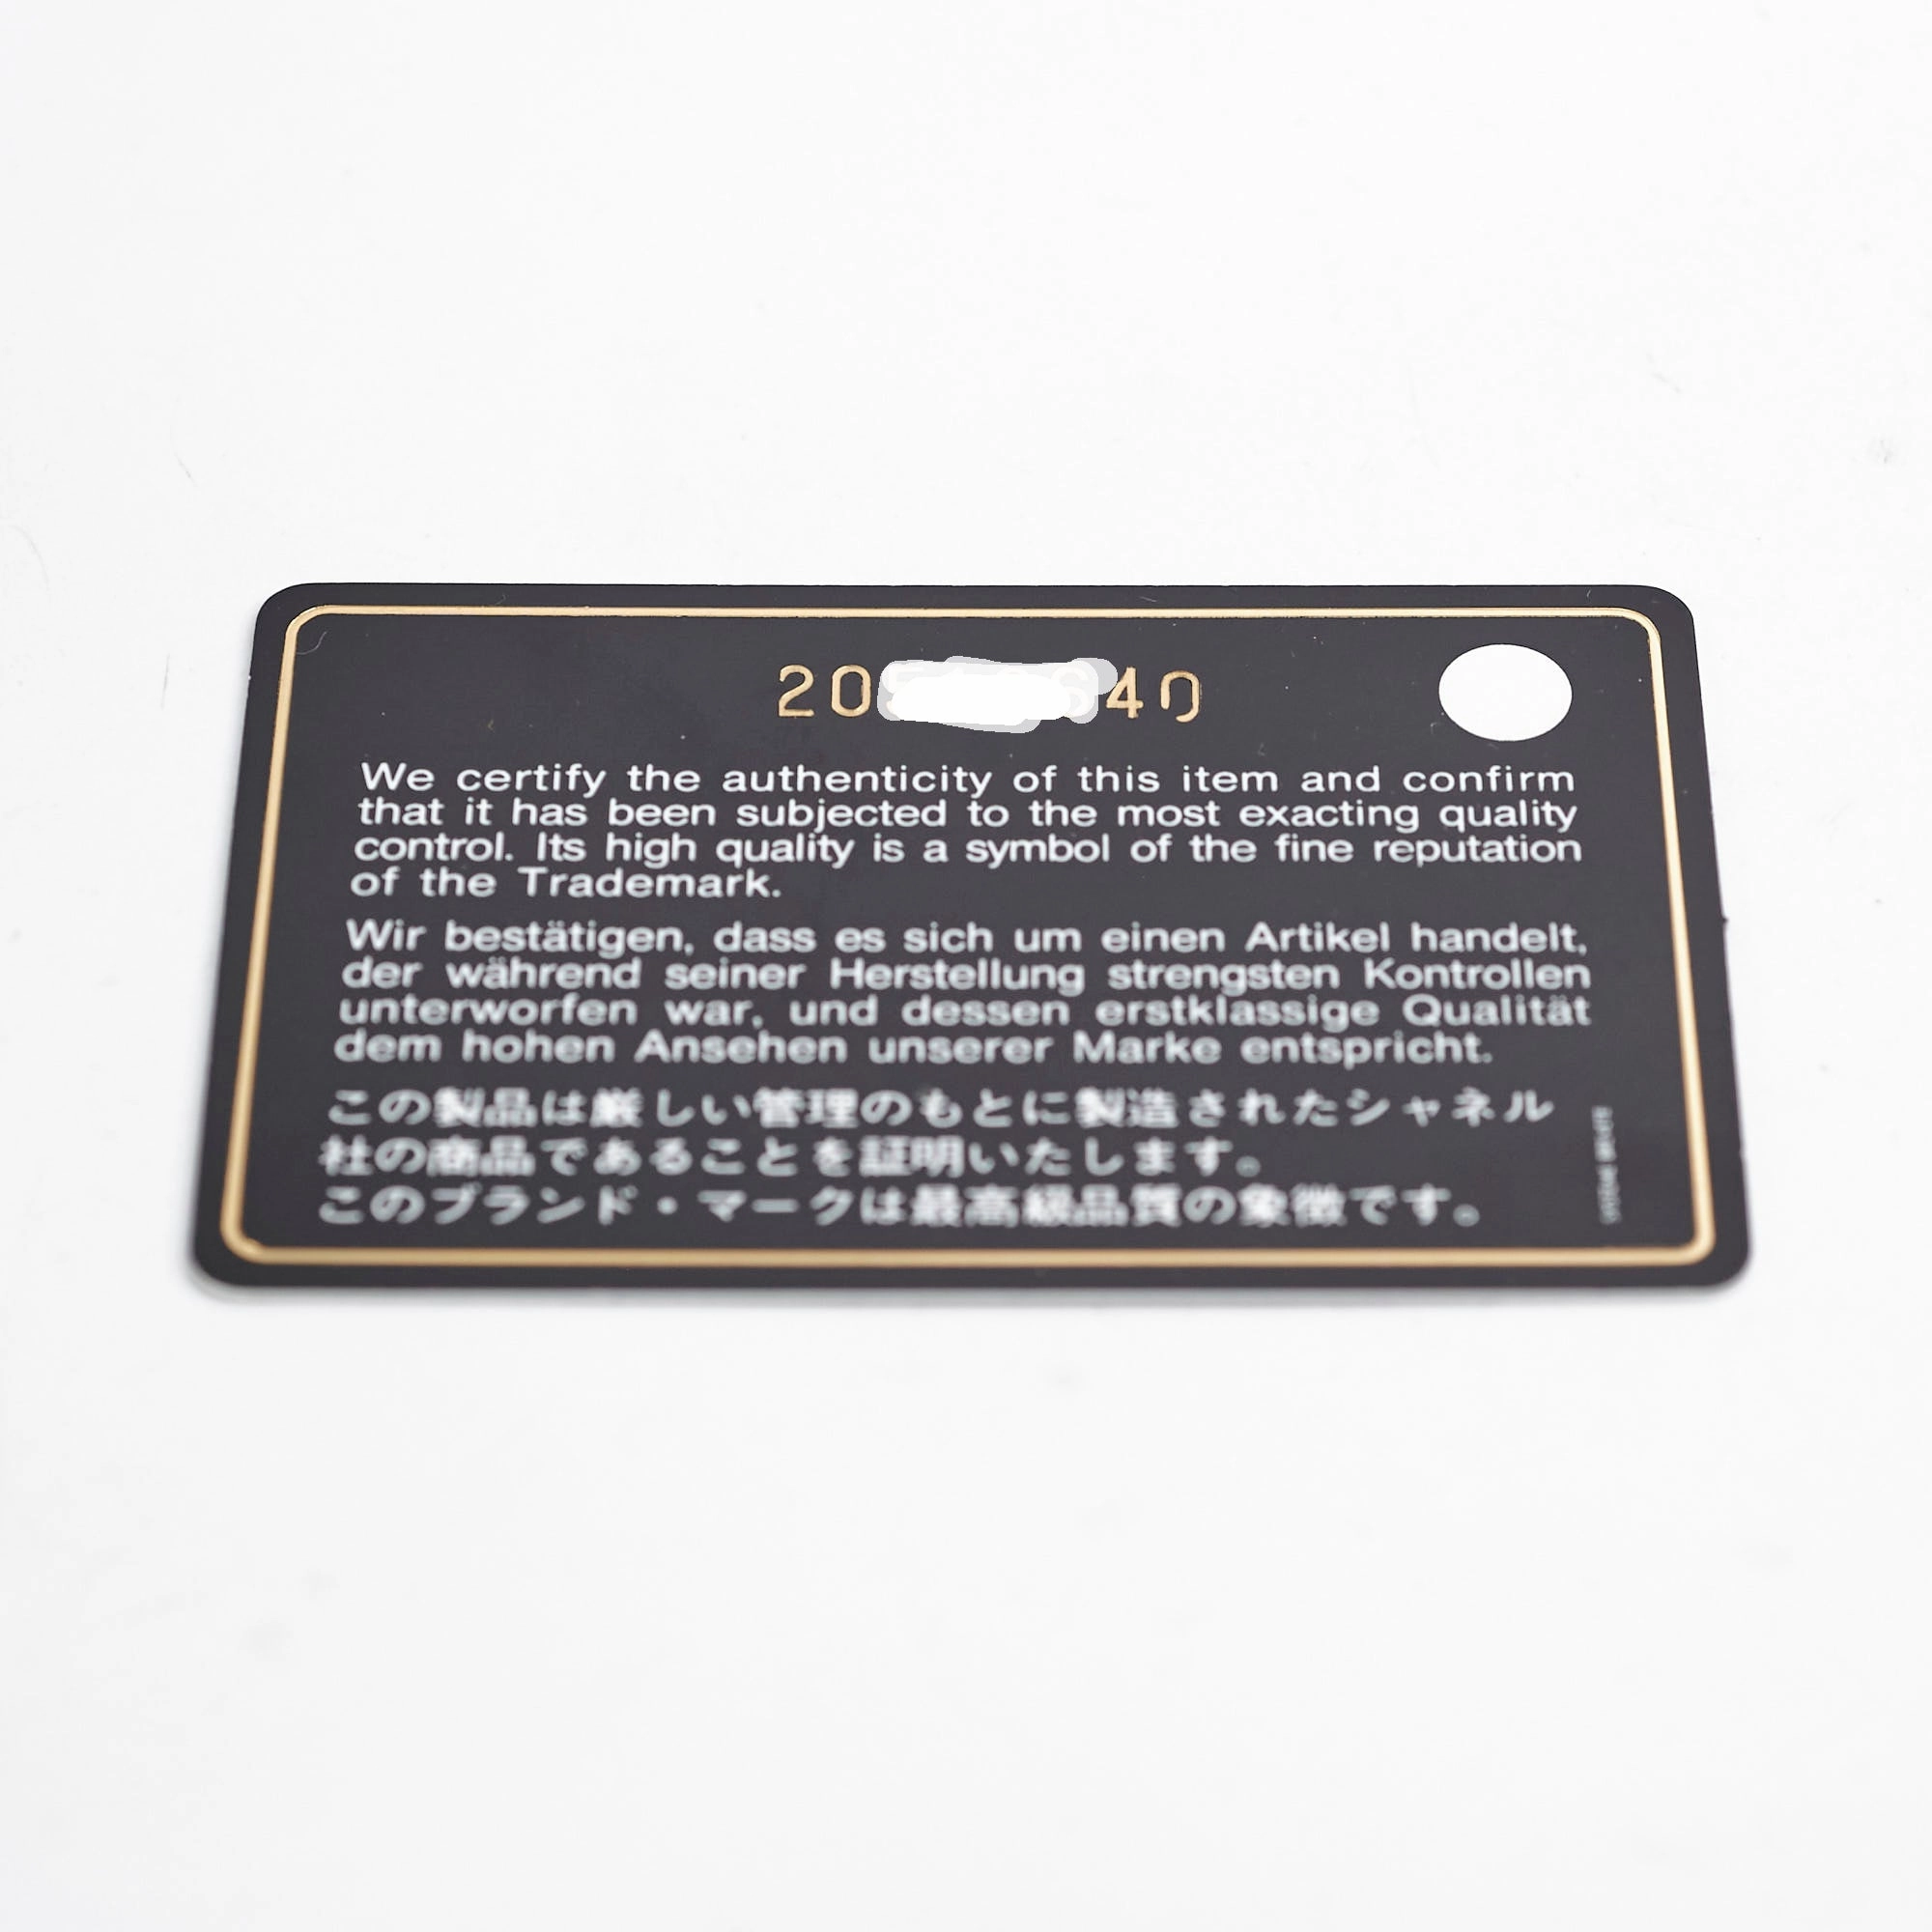 20 40
We certify the authenticity of this item and confirm
that it has been subjected to the most exacting quality
control. Its high quality is a symbol of the fine reputation
of the Trademark.
Wir bestätigen, dass es sich um einen Artikel handelt,
der während seiner Herstellung strengsten Kontrollen
unterworfen war, und dessen erstklassige Qualität
dem hohen Ansehen unserer Marke entspricht.
この製品は厳しい管理のもとに製造されたシャネル
社の商品であることを証明いたします。
このブランド・マークは最高級品質の象徴です。